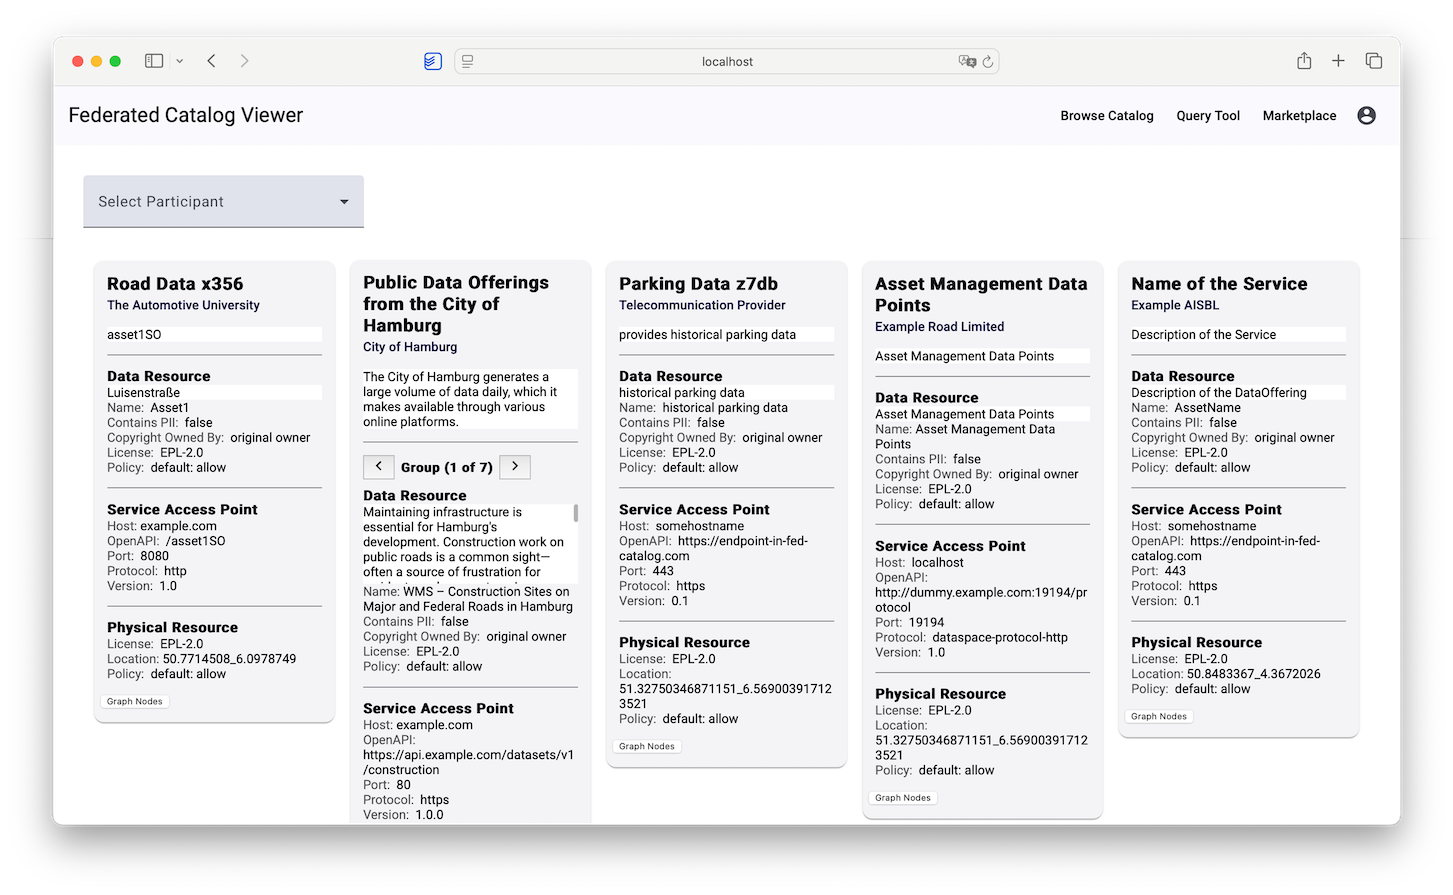 localhost
Federated Catalog Viewer
Browse Catalog
Query Tool
Marketplace
Select Participant
Road Data x356
The Automotive University
asset1SO
Data Resource
Luisenstraße
Name: Asset1
Contains PII: false
Copyright Owned By: original owner
License: EPL-2.0
Policy: default: allow
Service Access Point
Host: example.com
OpenAPI: /asset1SO
Port: 8080
Protocol: http
Version: 1.0
Physical Resource
License: EPL-2.0
Location: 50.7714508_6.0978749
Policy: default: allow
Graph Nodes
Public Data Offerings
from the City of
Hamburg
City of Hamburg
The City of Hamburg generates a
large volume of data daily, which it
makes available through various
online platforms.
Group (1 of 7)
Data Resource
Maintaining infrastructure is
essential for Hamburg's
development. Construction work on
public roads is a common sight—
often a source of frustration for
Name: WMS – Construction Sites on
Major and Federal Roads in Hamburg
Contains PII: false
Copyright Owned By: original owner
License: EPL-2.0
Policy: default: allow
Service Access Point
Host: example.com
OpenAPI:
https://api.example.com/datasets/v1
/construction
Port: 80
Protocol: https
Version: 1.0.0
Parking Data z7db
Telecommunication Provider
provides historical parking data
Data Resource
historical parking data
Name: historical parking data
Contains PII: false
Copyright Owned By: original owner
License: EPL-2.0
Policy: default: allow
Service Access Point
Host: somehostname
OpenAPI: https://endpoint-in-fed-
catalog.com
Port: 443
Protocol: https
Version: 0.1
Physical Resource
License: EPL-2.0
Location:
51.32750346871151_6.56900391712
3521
Policy: default: allow
Graph Nodes
Asset Management Data
Points
Example Road Limited
Asset Management Data Points
Data Resource
Asset Management Data Points
Name: Asset Management Data
Points
Contains PII: false
Copyright Owned By: original owner
License: EPL-2.0
Policy: default: allow
Service Access Point
Host: localhost
OpenAPI:
http://dummy.example.com:19194/pr
otocol
Port: 19194
Protocol: dataspace-protocol-http
Version: 1.0
Physical Resource
License: EPL-2.0
Location:
51.32750346871151_6.56900391712
3521
Policy: default: allow
Graph Nodes
Name of the Service
Example AISBL
Description of the Service
Data Resource
Description of the DataOffering
Name: AssetName
Contains PII: false
Copyright Owned By: original owner
License: EPL-2.0
Policy: default: allow
Service Access Point
Host: somehostname
OpenAPI: https://endpoint-in-fed-
catalog.com
Port: 443
Protocol: https
Version: 0.1
Physical Resource
License: EPL-2.0
Location: 50.8483367_4.3672026
Policy: default: allow
Graph Nodes